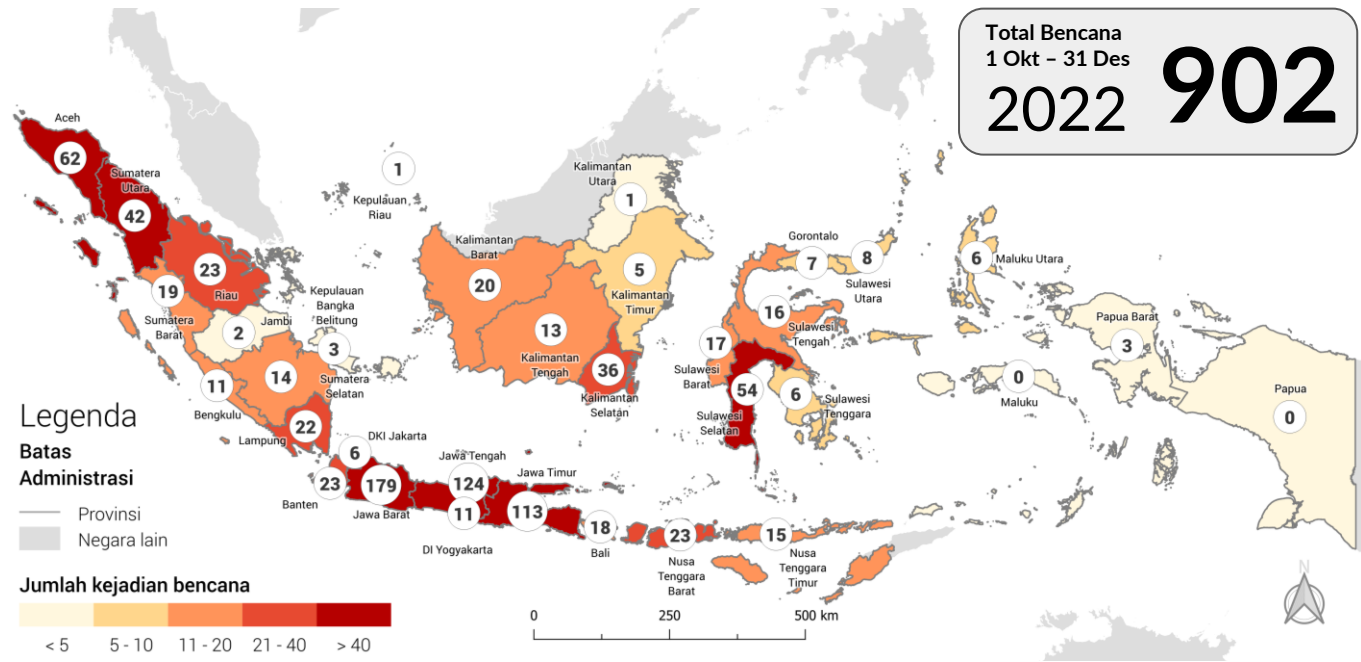 Total Bencana
1 Okt – 31 Des
2022
902
Aceh
62
Sumatera
Utara
42
1
Kepulauan
Riau
23
Riau
19
Sumatera
Barat
2
Jambi
Kepulauan
Bangka
Belitung
3
14
Sumatera
Selatan
11
Bengkulu
22
Lampung
Kalimantan
Utara
1
Kalimantan
Barat
20
5
Kalimantan
Timur
13
Kalimantan
Tengah
36
Kalimantan
Selatan
Gorontalo
7
8
Sulawesi
Utara
16
Sulawesi
Tengah
17
Sulawesi
Barat
54
Sulawesi
Selatan
6
Sulawesi
Tenggara
6
Maluku Utara
0
Maluku
Papua Barat
3
Papua
0
DKI Jakarta
6
23
Banten
179
Jawa Barat
Jawa Tengah
124
11
DI Yogyakarta
Jawa Timur
113
18
Bali
23
Nusa
Tenggara
Barat
15
Nusa
Tenggara
Timur
Legenda
Batas
Administrasi
Provinsi
Negara lain
Jumlah kejadian bencana
< 5 5 - 10 11 - 20 21 - 40 > 40
0 250 500 km
N